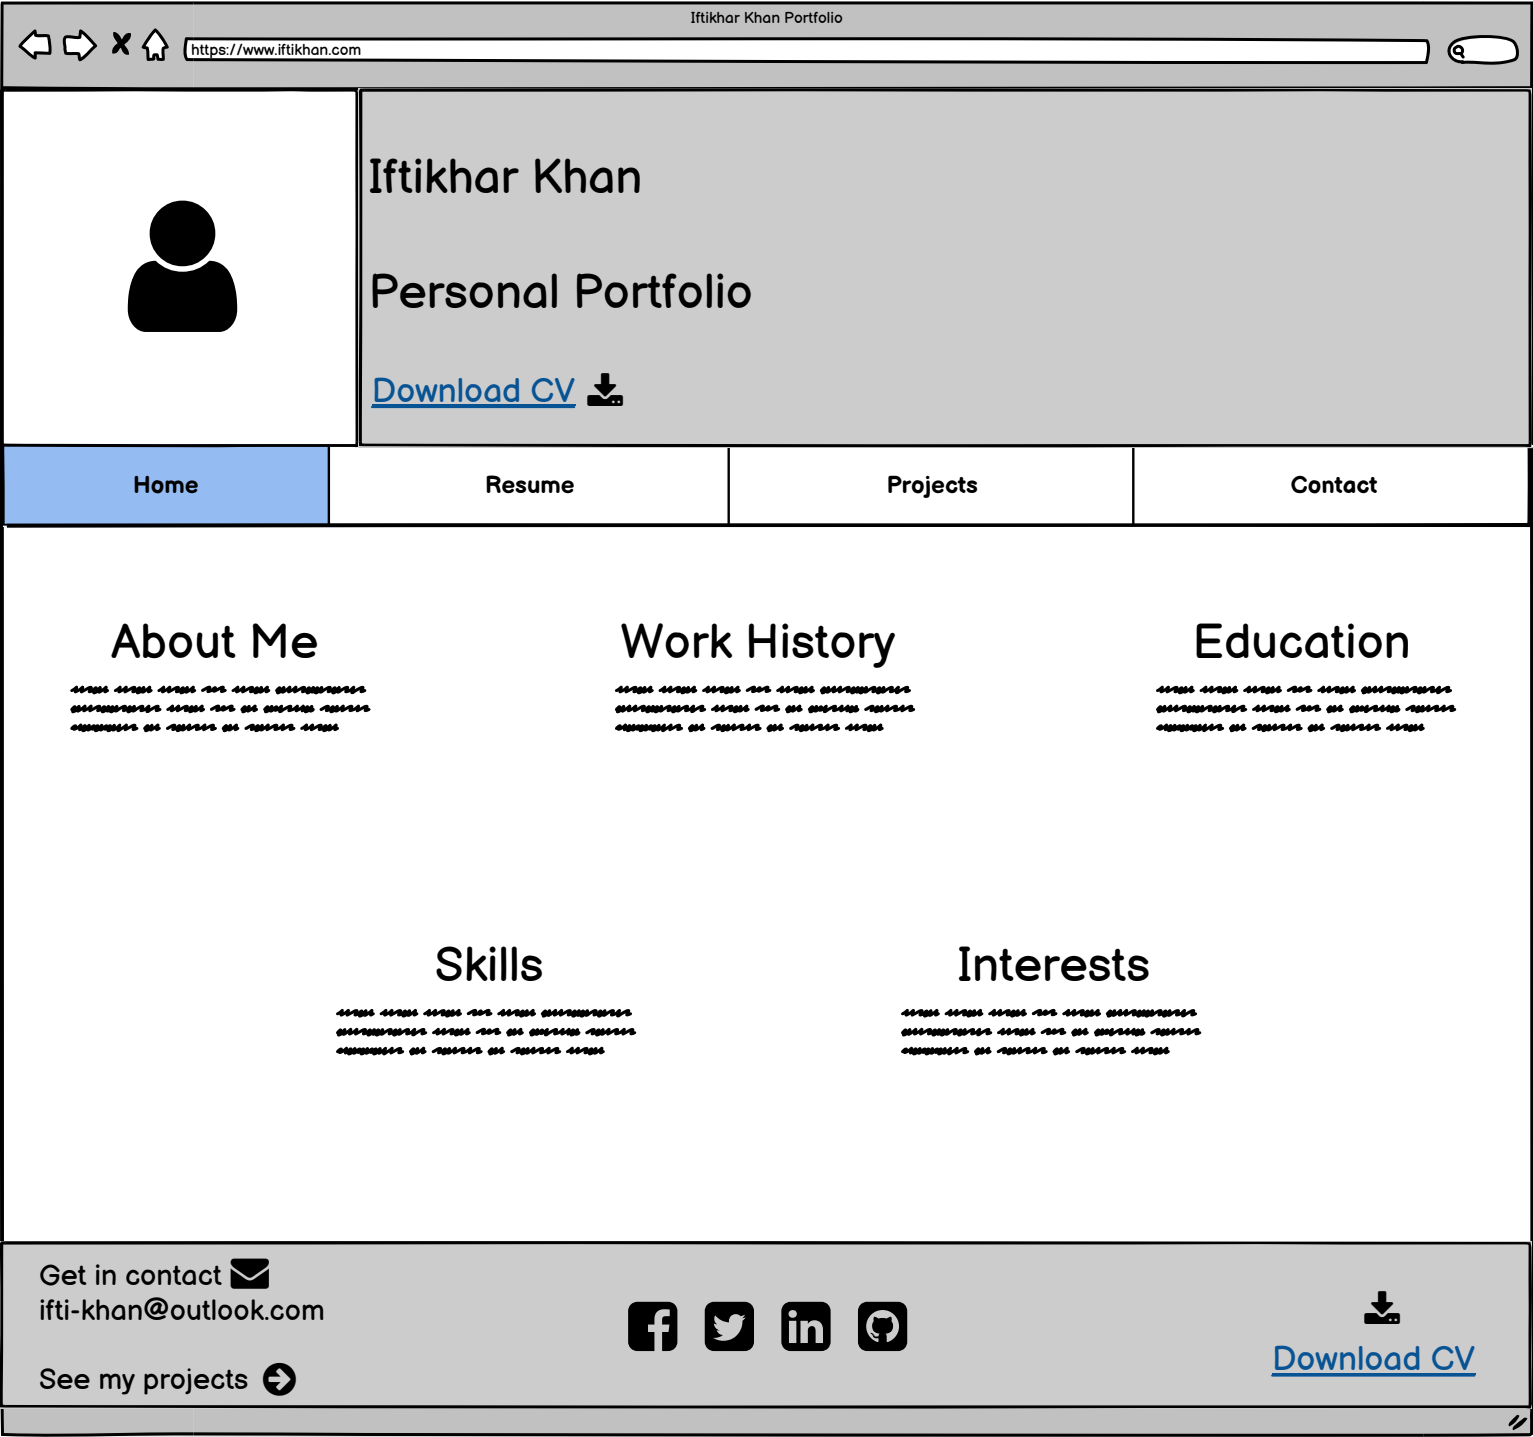 Iftikhar Khan Portfolio
https://www.iftikhan.com
Iftikhar Khan
Personal Portfolio
Download CV
Home
Resume
Projects
Contact
About Me
Work History
Education
Skills
Interests
Get in contact
ifti-khan@outlook.com
See my projects
Download CV